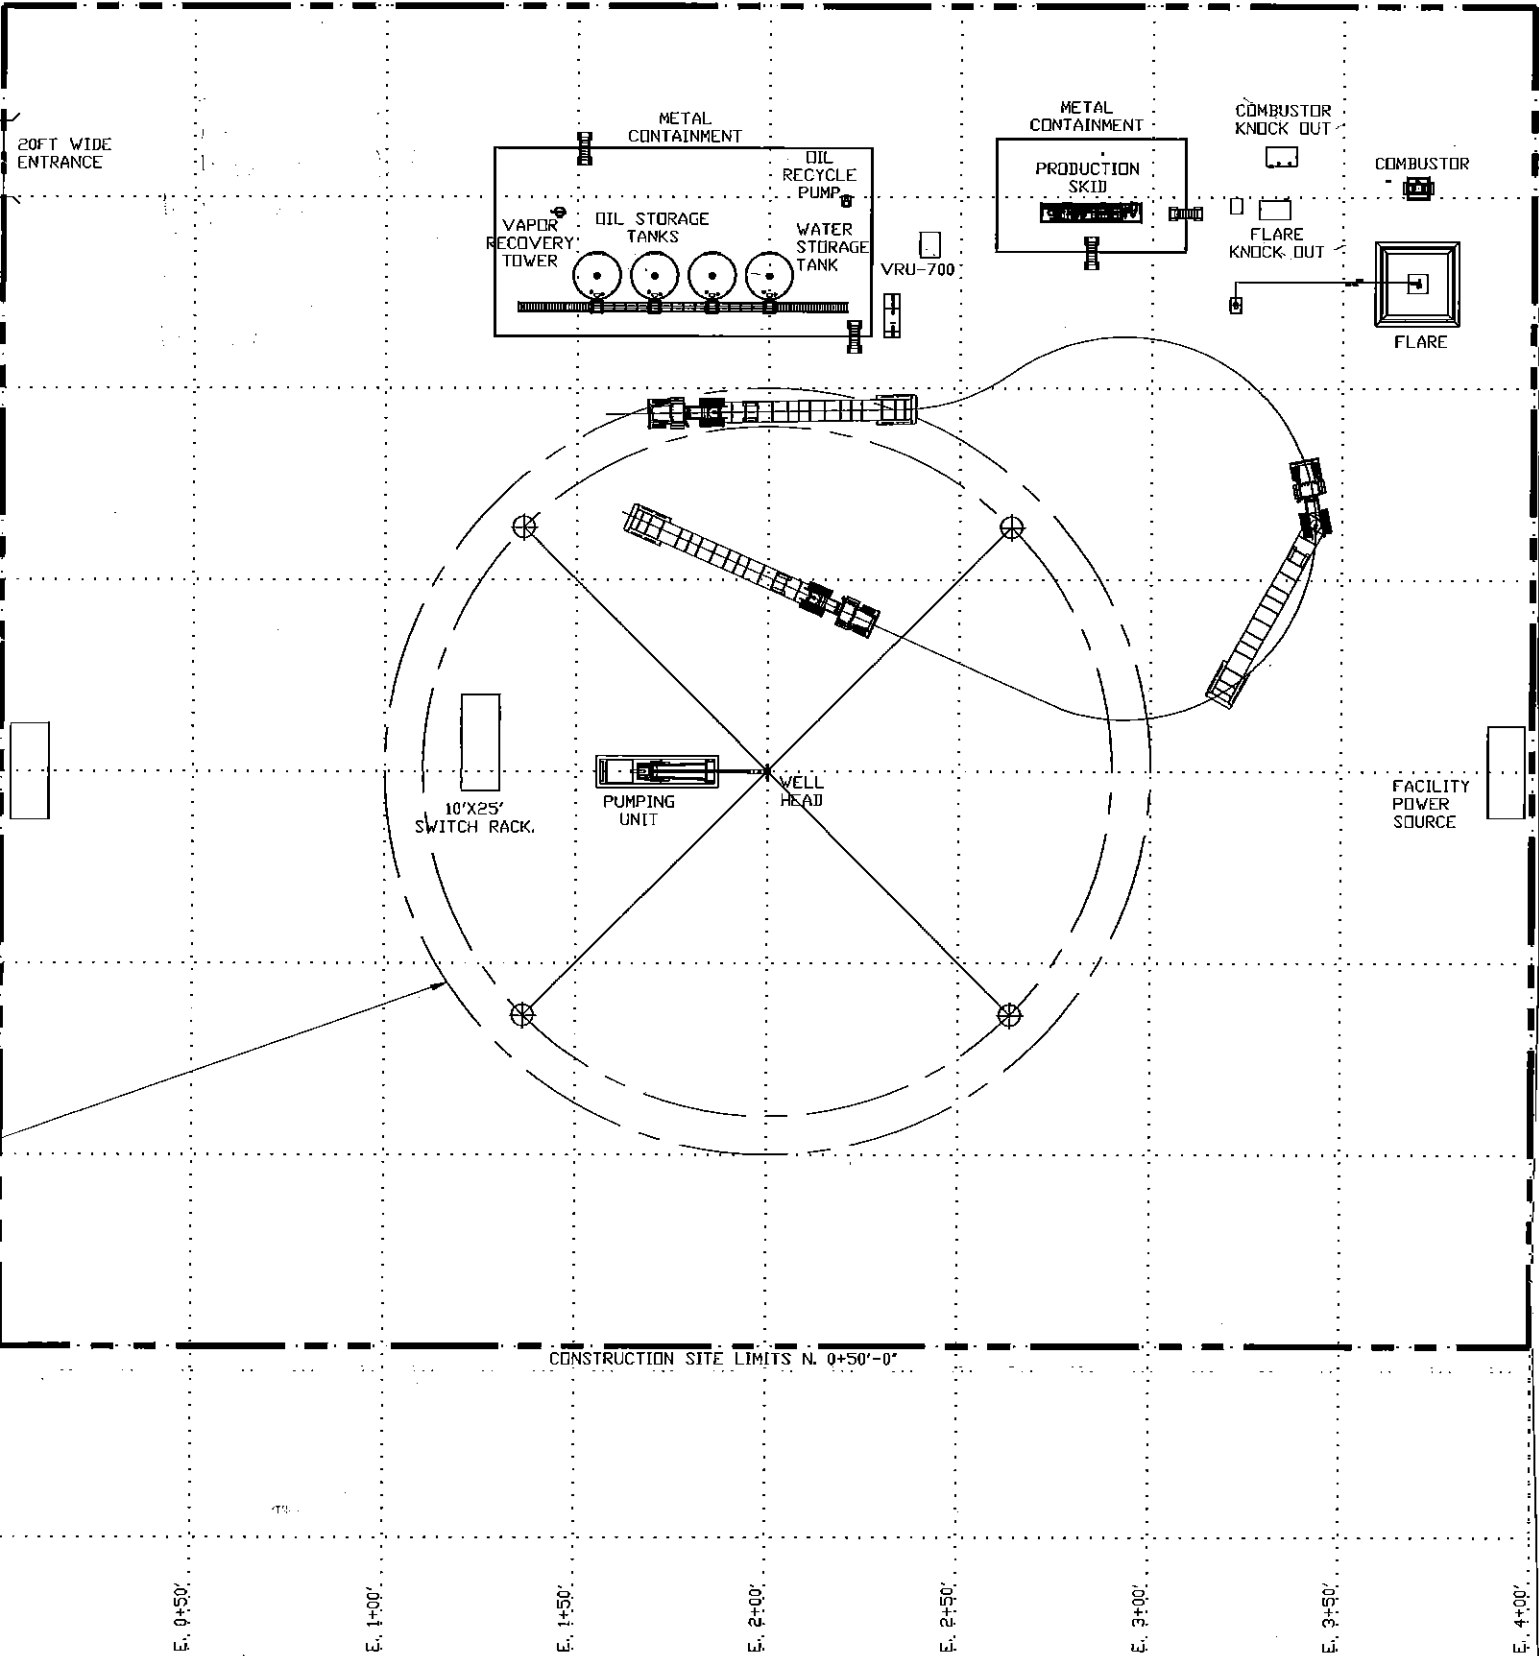 20FT WIDE
ENTRANCE
METAL
CONTAINMENT
OIL
RECYCLE
PUMP
VAPOR
RECOVERY
TOWER
OIL STORAGE
TANKS
WATER
STORAGE
TANK
VRU-700
METAL
CONTAINMENT
PRODUCTION
SKID
COMBUSTOR
KNOCK OUT
COMBUSTOR
FLARE
KNOCK OUT
FLARE
10'X25'
SWITCH RACK.
PUMPING
UNIT
WELL
HEAD
FACILITY
POWER
SOURCE
CONSTRUCTION SITE LIMITS N. 0+50'-0"
E. 0+50'
E. 1+00'
E. 1+50'
E. 2+00'
E. 2+50'
E. 3+00'
E. 3+50'
E. 4+00'